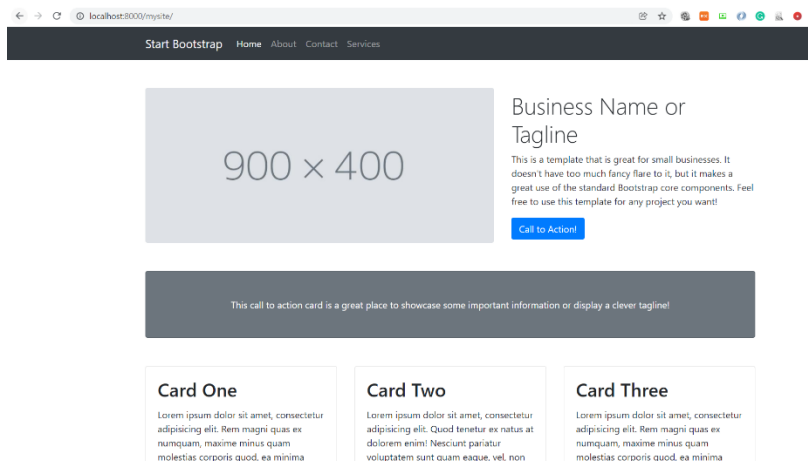 localhost:8000/mysite/
Start Bootstrap Home About Contact Services
900 × 400
Business Name or
Tagline
This is a template that is great for small businesses. It
doesn't have too much fancy flare to it, but it makes a
great use of the standard Bootstrap core components. Feel
free to use this template for any project you want!
Call to Action!
This call to action card is a great place to showcase some important information or display a clever tagline!
Card One
Lorem ipsum dolor sit amet, consectetur
adipisicing elit. Rem magni quas ex
numquam, maxime minus quam
molestias corporis quod, ea minima
Card Two
Lorem ipsum dolor sit amet, consectetur
adipisicing elit. Quod tenetur ex natus at
dolorem enim! Nesciunt pariatur
voluptatem sunt quam eaque, vel, non
Card Three
Lorem ipsum dolor sit amet, consectetur
adipisicing elit. Rem magni quas ex
numquam, maxime minus quam
molestias corporis quod, ea minima